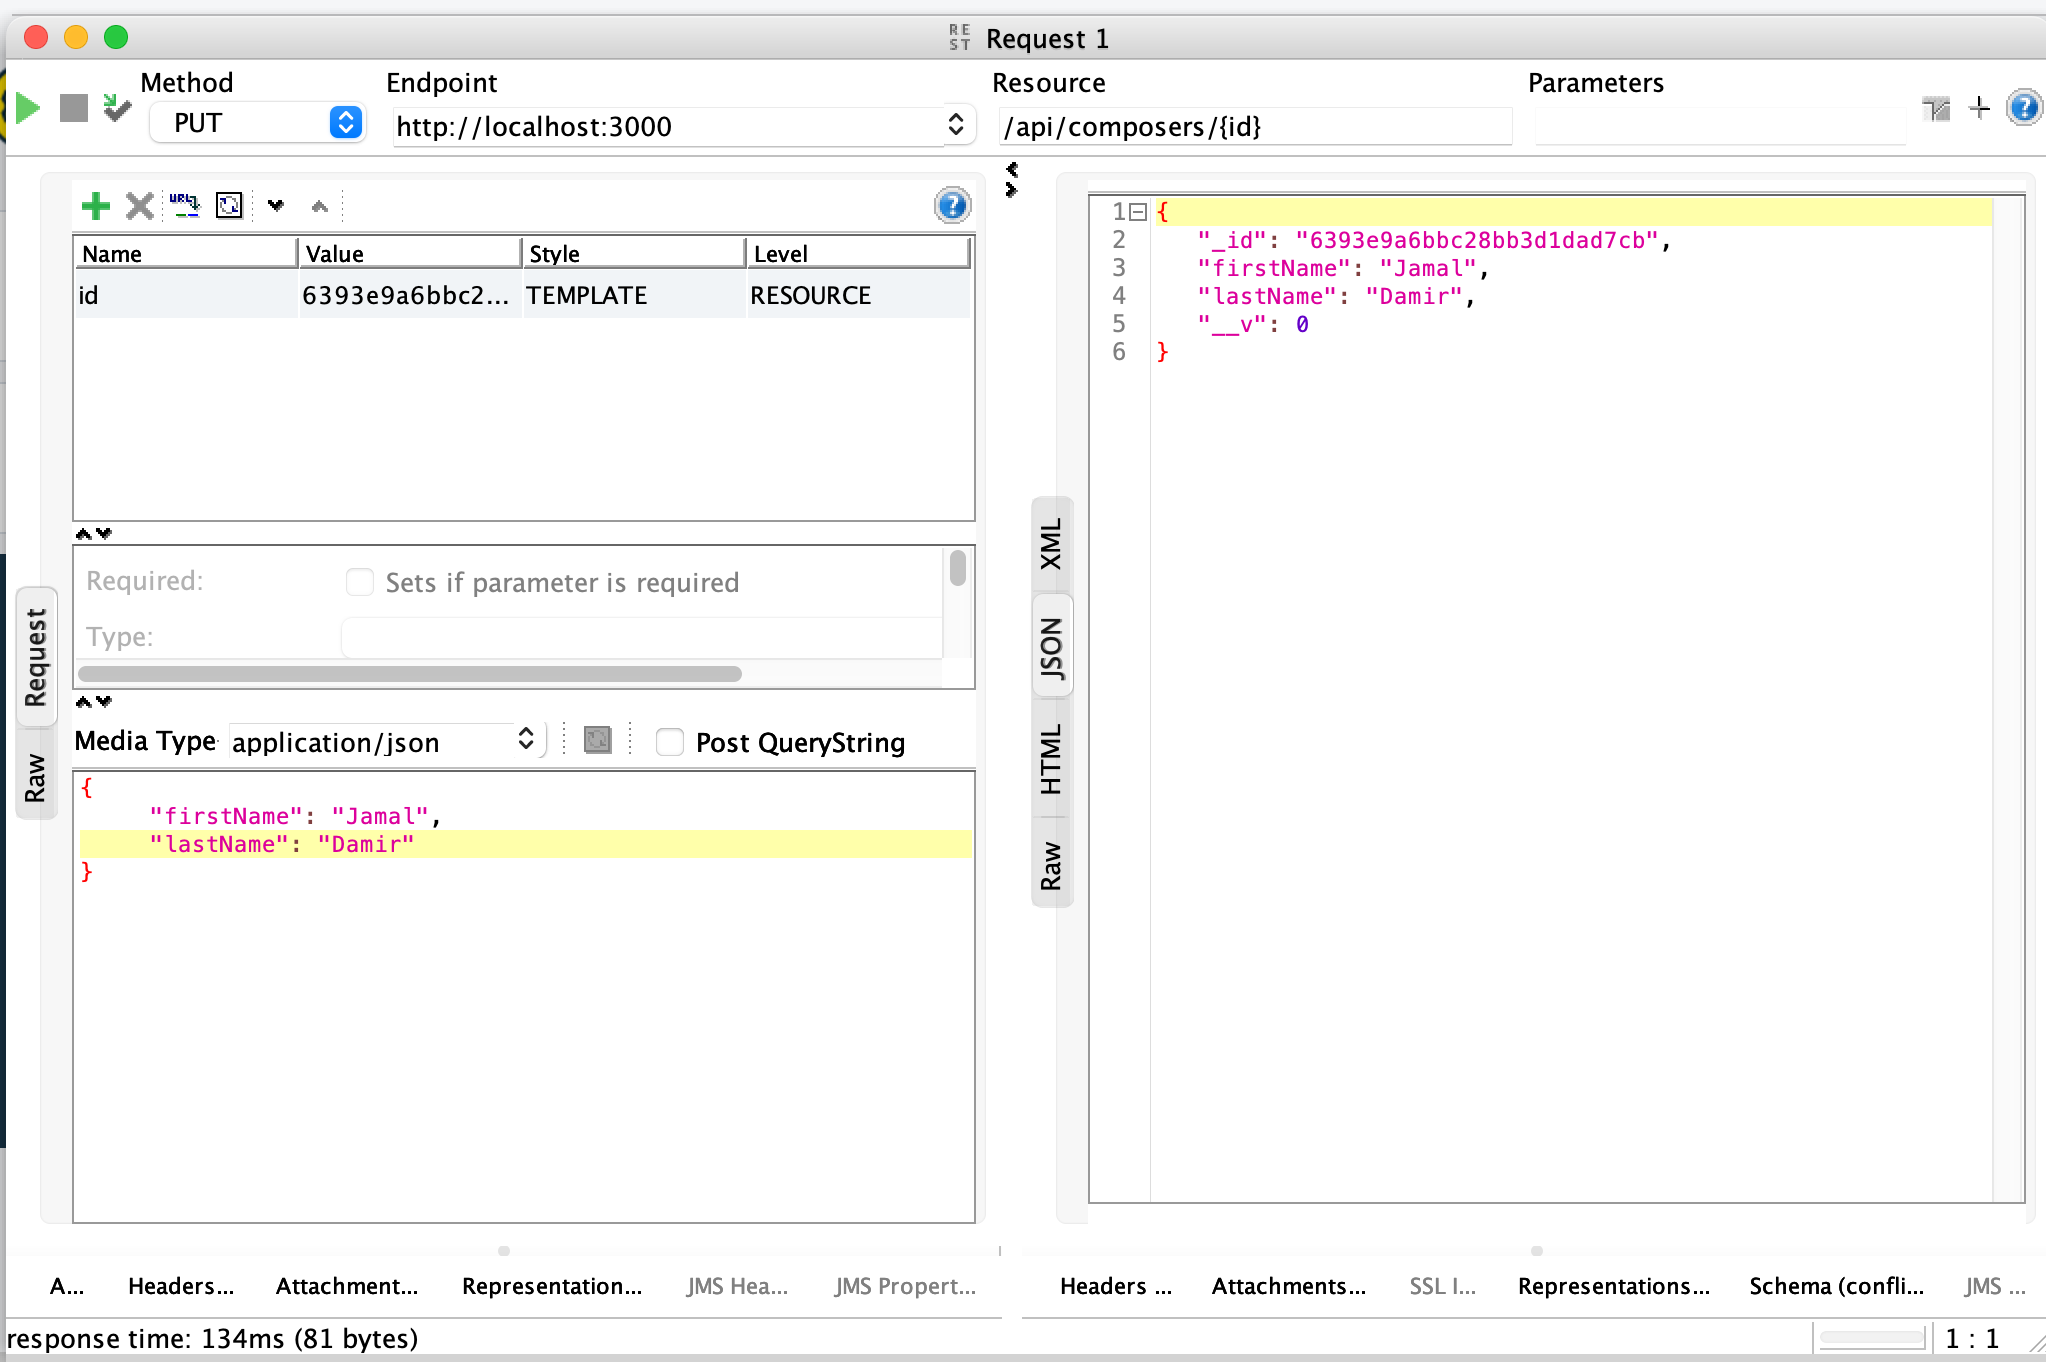 REST Request 1
Method Endpoint Resource Parameters
PUT http://localhost:3000 /api/composers/{id}
URL
Name Value Style Level
id 6393e9a6bbc2... TEMPLATE RESOURCE
Required: Sets if parameter is required
Type:
Request
Raw
Media Type application/json Post QueryString
{
"firstName": "Jamal",
"lastName": "Damir"
}
XML
JSON
HTML
Raw
1 {
2 "_id": "6393e9a6bbc28bb3d1dad7cb",
3 "firstName": "Jamal",
4 "lastName": "Damir",
5 "__v": 0
6 }
A... Headers... Attachment... Representation... JMS Hea... JMS Propert...
Headers ... Attachments... SSL I... Representations... Schema (confli... JMS ...
response time: 134ms (81 bytes)
1 : 1